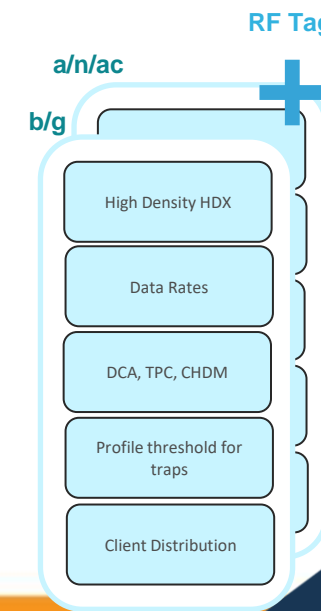 RF Tag
a/n/ac
b/g
High Density HDX
Data Rates
DCA, TPC, CHDM
Profile threshold for
traps
Client Distribution